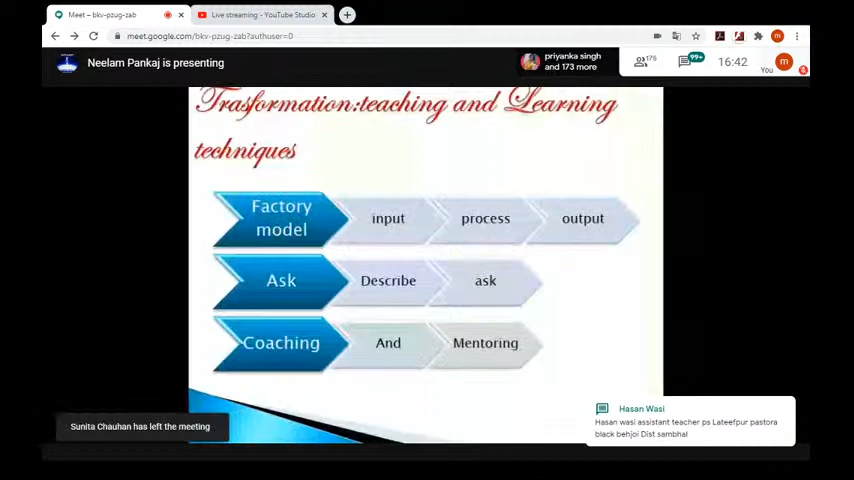 Meet – bkv-pzug-zab
Live streaming - YouTube Studio
meet.google.com/bkv-pzug-zab?authuser=0
Neelam Pankaj is presenting
priyanka singh
and 173 more
175
99+
16:42
You
m
m
Trasformation:teaching and Learning
techniques
Factory
model
input
process
output
Ask
Describe
ask
Coaching
And
Mentoring
Sunita Chauhan has left the meeting
Hasan Wasi
Hasan wasi assistant teacher ps Lateefpur pastora
black behjoi Dist sambhal